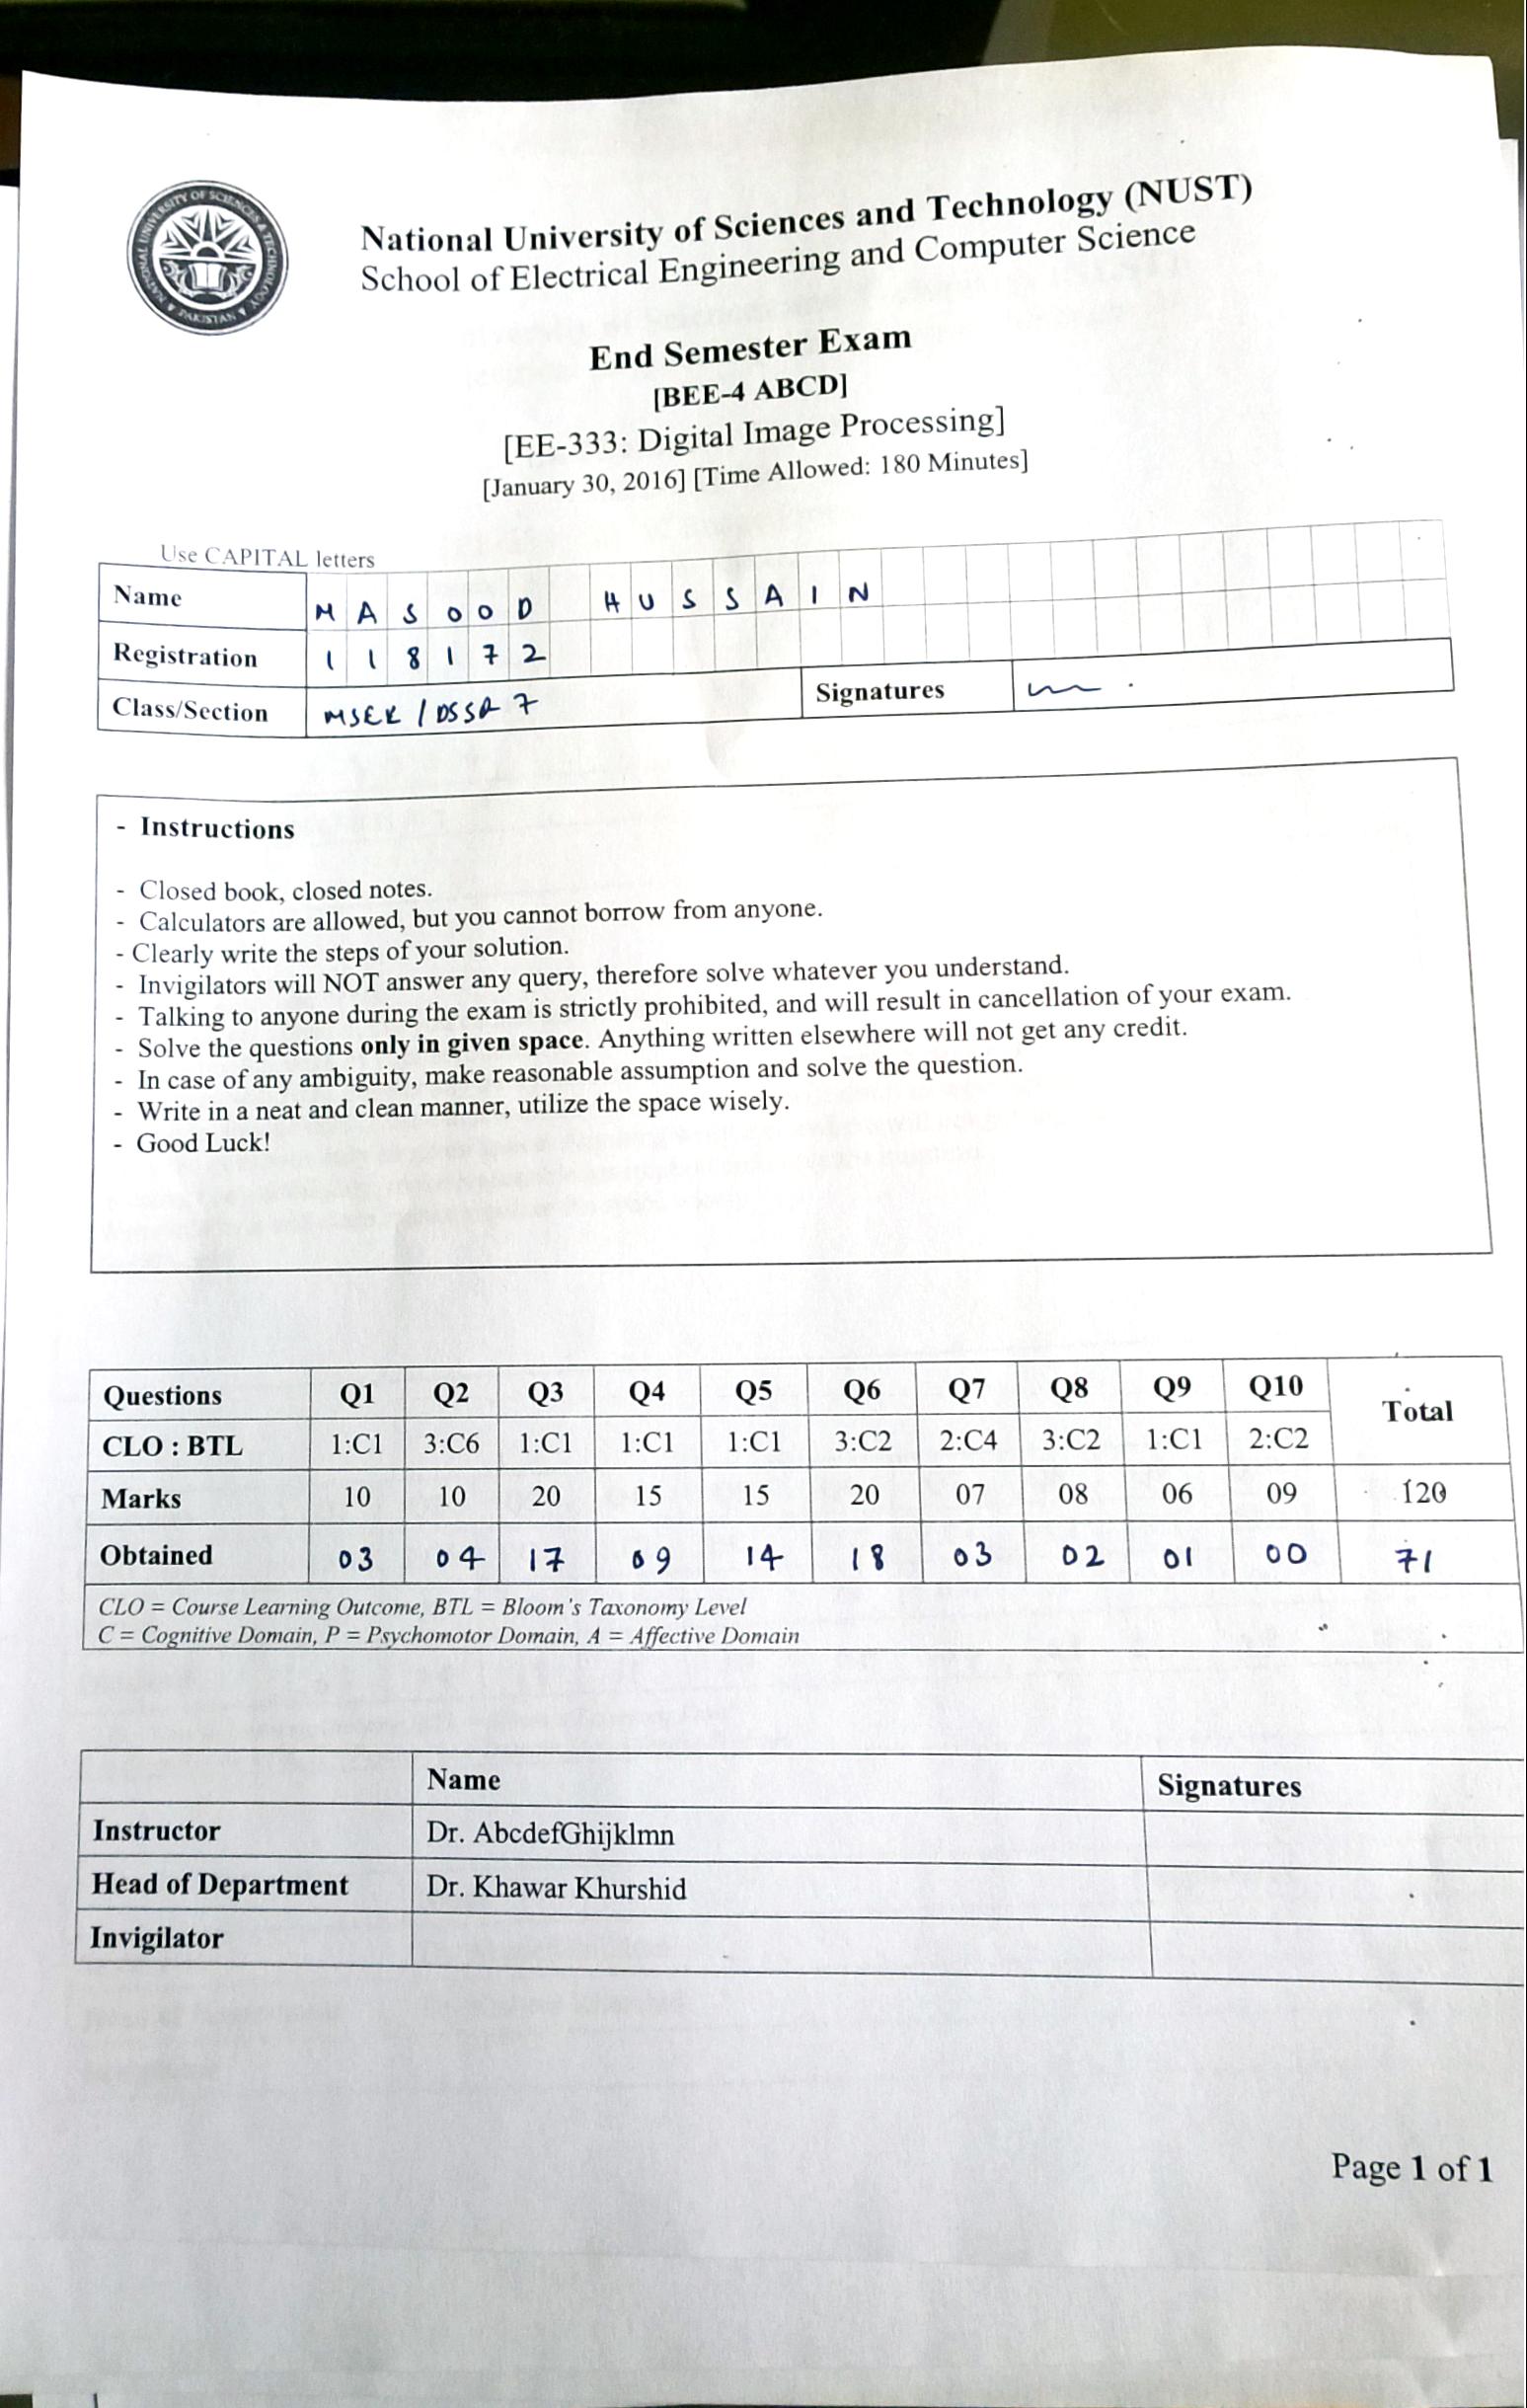 NATIONAL UNIVERSITY OF SCIENCES & TECHNOLOGY
PAKISTAN
National University of Sciences and Technology (NUST)
School of Electrical Engineering and Computer Science
End Semester Exam
[BEE-4 ABCD]
[EE-333: Digital Image Processing]
[January 30, 2016] [Time Allowed: 180 Minutes]
Use CAPITAL letters
Name MASOOD HUSSAIN
Registration 118172
Class/Section Signatures
- Instructions
- Closed book, closed notes.
- Calculators are allowed, but you cannot borrow from anyone.
- Clearly write the steps of your solution.
- Invigilators will NOT answer any query, therefore solve whatever you understand.
- Talking to anyone during the exam is strictly prohibited, and will result in cancellation of your exam.
- Solve the questions only in given space. Anything written elsewhere will not get any credit.
- In case of any ambiguity, make reasonable assumption and solve the question.
- Write in a neat and clean manner, utilize the space wisely.
- Good Luck!
Questions Q1 Q2 Q3 Q4 Q5 Q6 Q7 Q8 Q9 Q10 Total
CLO : BTL 1:C1 3:C6 1:C1 1:C1 1:C1 3:C2 2:C4 3:C2 1:C1 2:C2
Marks 10 10 20 15 15 20 07 08 06 09 120
Obtained 03 04 17 09 14 18 03 02 01 00 71
CLO = Course Learning Outcome, BTL = Bloom's Taxonomy Level
C = Cognitive Domain, P = Psychomotor Domain, A = Affective Domain
Name Signatures
Instructor Dr. AbcdefGhijklmn
Head of Department Dr. Khawar Khurshid
Invigilator
Page 1 of 1